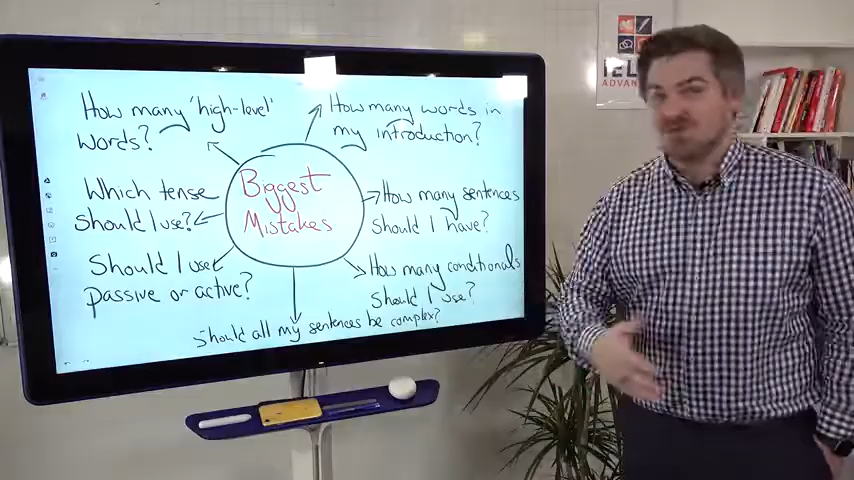 How many 'high-level'
words?
How many words in
my introduction?
Biggest
Mistakes
Which tense
should I use?
How many sentences
should I have?
Should I use
passive or active?
How many conditionals
should I use?
should all my sentences be complex?
IEL
ADVAN